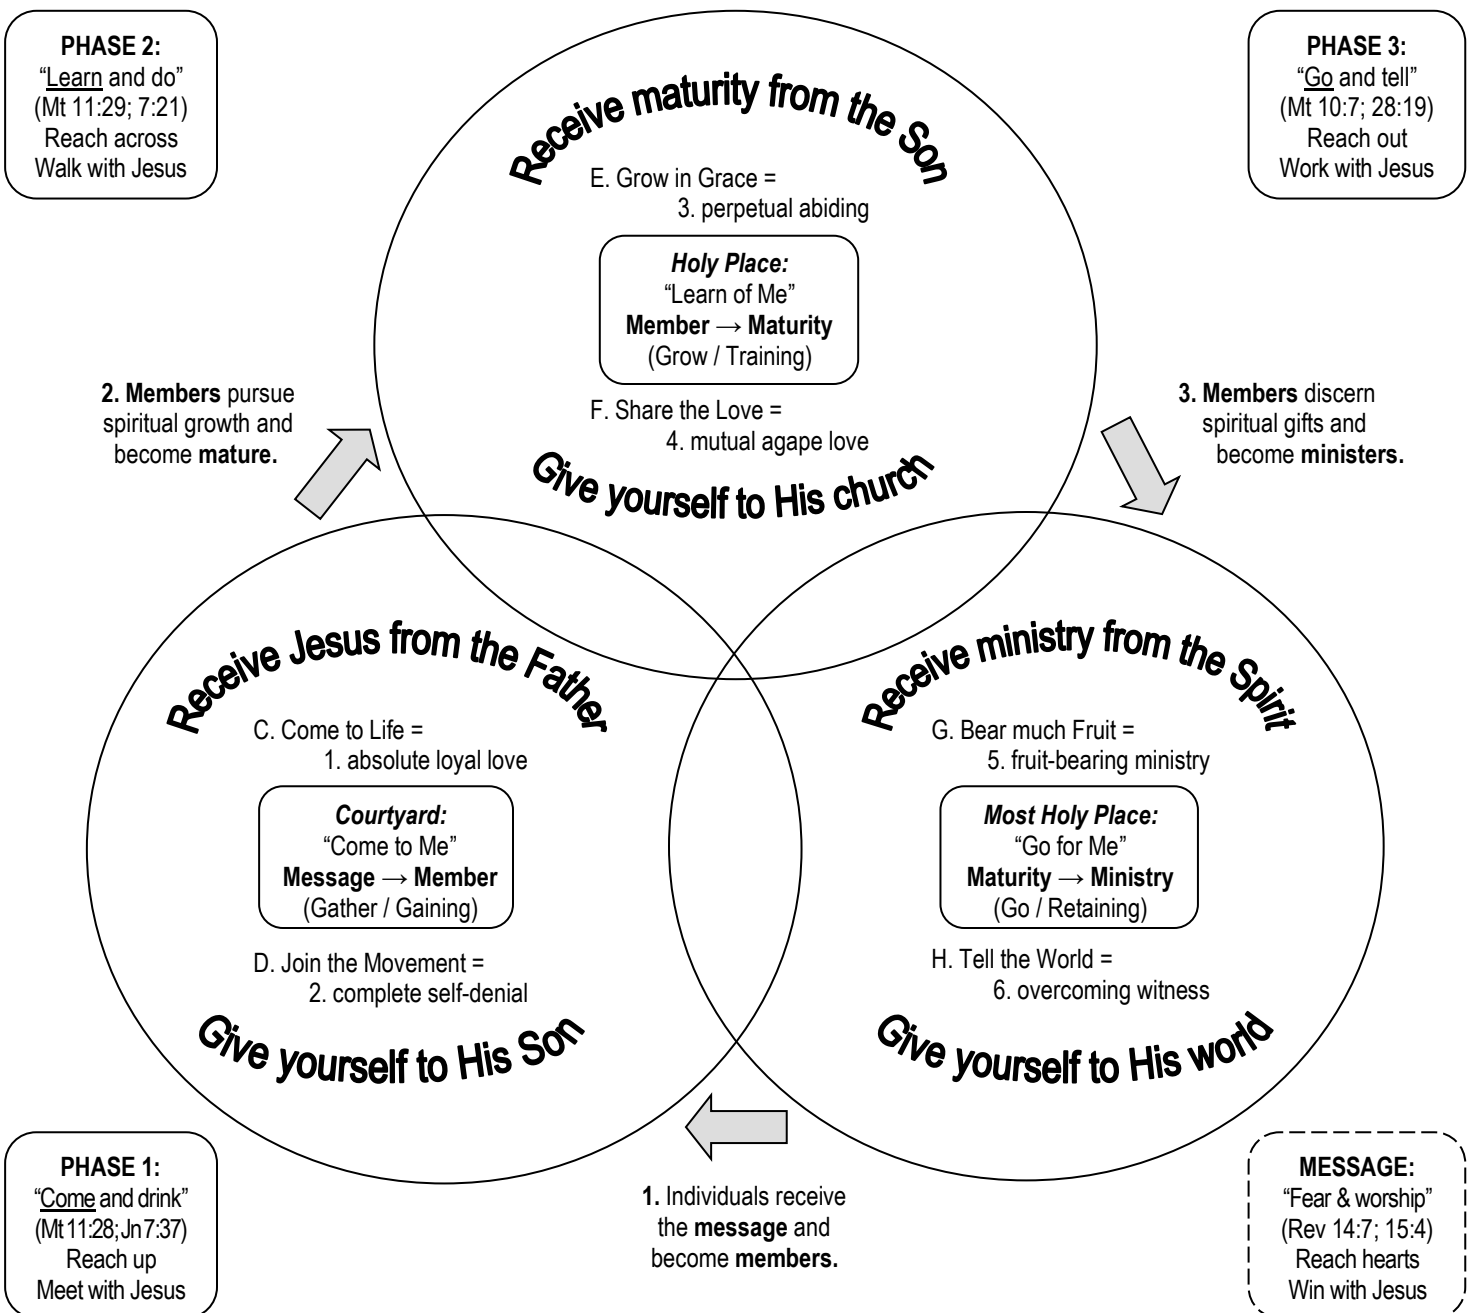 PHASE 2:
“Learn and do”
(Mt 11:29; 7:21)
Reach across
Walk with Jesus
PHASE 3:
“Go and tell”
(Mt 10:7; 28:19)
Reach out
Work with Jesus
Receive maturity from the Son
E. Grow in Grace =
3. perpetual abiding
Holy Place:
“Learn of Me”
Member → Maturity
(Grow / Training)
F. Share the Love =
4. mutual agape love
Give yourself to His church
2. Members pursue
spiritual growth and
become mature.
3. Members discern
spiritual gifts and
become ministers.
Receive Jesus from the Father
C. Come to Life =
1. absolute loyal love
Courtyard:
“Come to Me”
Message → Member
(Gather / Gaining)
D. Join the Movement =
2. complete self-denial
Give yourself to His Son
Receive ministry from the Spirit
G. Bear much Fruit =
5. fruit-bearing ministry
Most Holy Place:
“Go for Me”
Maturity → Ministry
(Go / Retaining)
H. Tell the World =
6. overcoming witness
Give yourself to His world
PHASE 1:
“Come and drink”
(Mt 11:28; Jn 7:37)
Reach up
Meet with Jesus
1. Individuals receive
the message and
become members.
MESSAGE:
“Fear & worship”
(Rev 14:7; 15:4)
Reach hearts
Win with Jesus